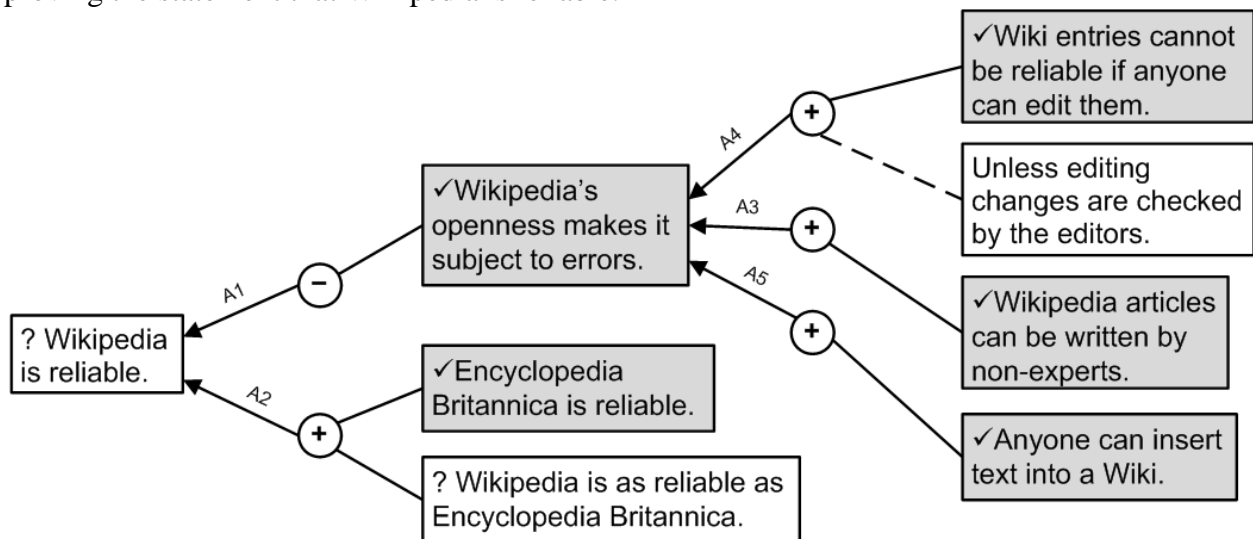 ✓Wiki entries cannot
be reliable if anyone
can edit them.
+
A4
Unless editing
changes are checked
by the editors.
✓Wikipedia's
openness makes it
subject to errors.
A3
+
A5
+
✓Wikipedia articles
can be written by
non-experts.
A1
−
? Wikipedia
is reliable.
A2
+
✓Encyclopedia
Britannica is reliable.
? Wikipedia is as reliable as
Encyclopedia Britannica.
✓Anyone can insert
text into a Wiki.